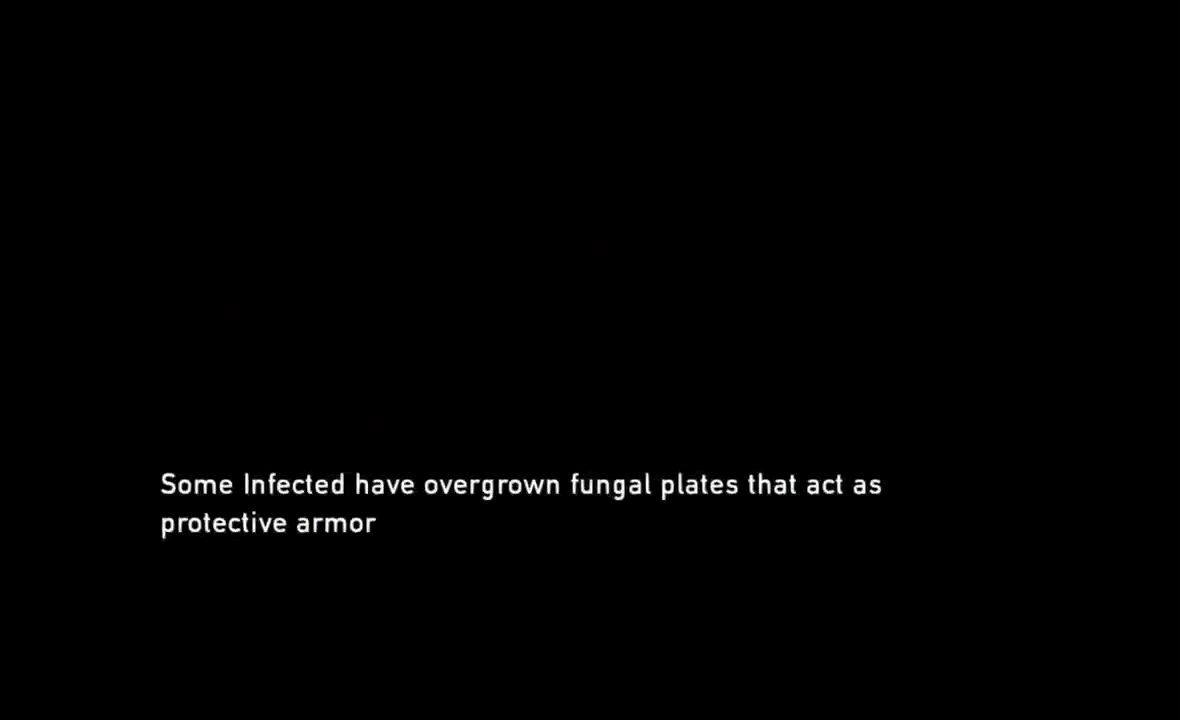 Some Infected have overgrown fungal plates that act as
protective armor